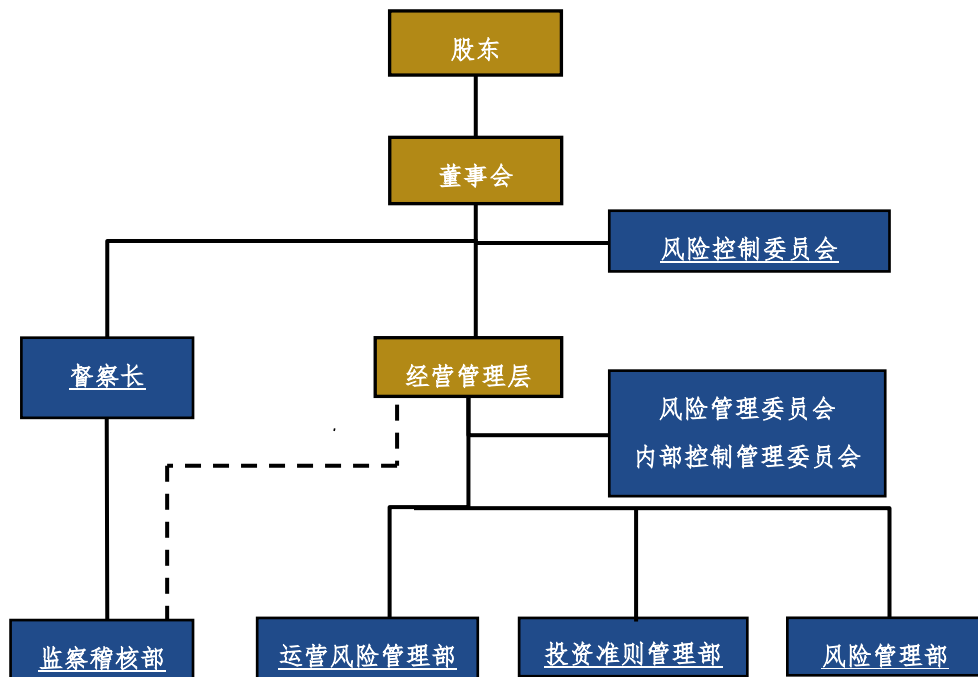 股东
董事会
风险控制委员会
督察长
经营管理层
风险管理委员会
内部控制管理委员会
监察稽核部
运营风险管理部
投资准则管理部
风险管理部